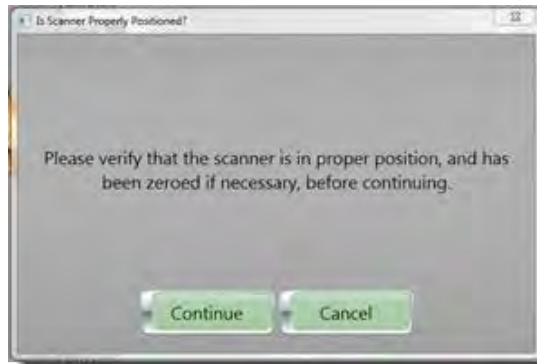 Is Scanner Properly Positioned?
Please verify that the scanner is in proper position, and has
been zeroed if necessary, before continuing.
Continue
Cancel